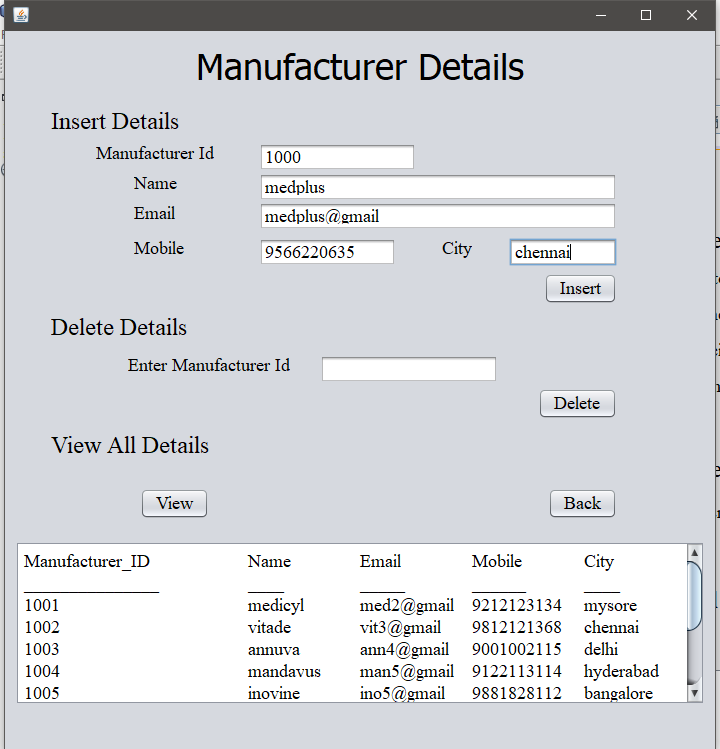 Manufacturer Details
Insert Details
Manufacturer Id 1000
Name medplus
Email medplus@gmail
Mobile 9566220635 City chennai
Insert
Delete Details
Enter Manufacturer Id
Delete
View All Details
View Back
Manufacturer_ID Name Email Mobile City
1001 medicyl med2@gmail 9212123134 mysore
1002 vitade vit3@gmail 9812121368 chennai
1003 annuva ann4@gmail 9001002115 delhi
1004 mandavus man5@gmail 9122113114 hyderabad
1005 inovine ino5@gmail 9881828112 bangalore